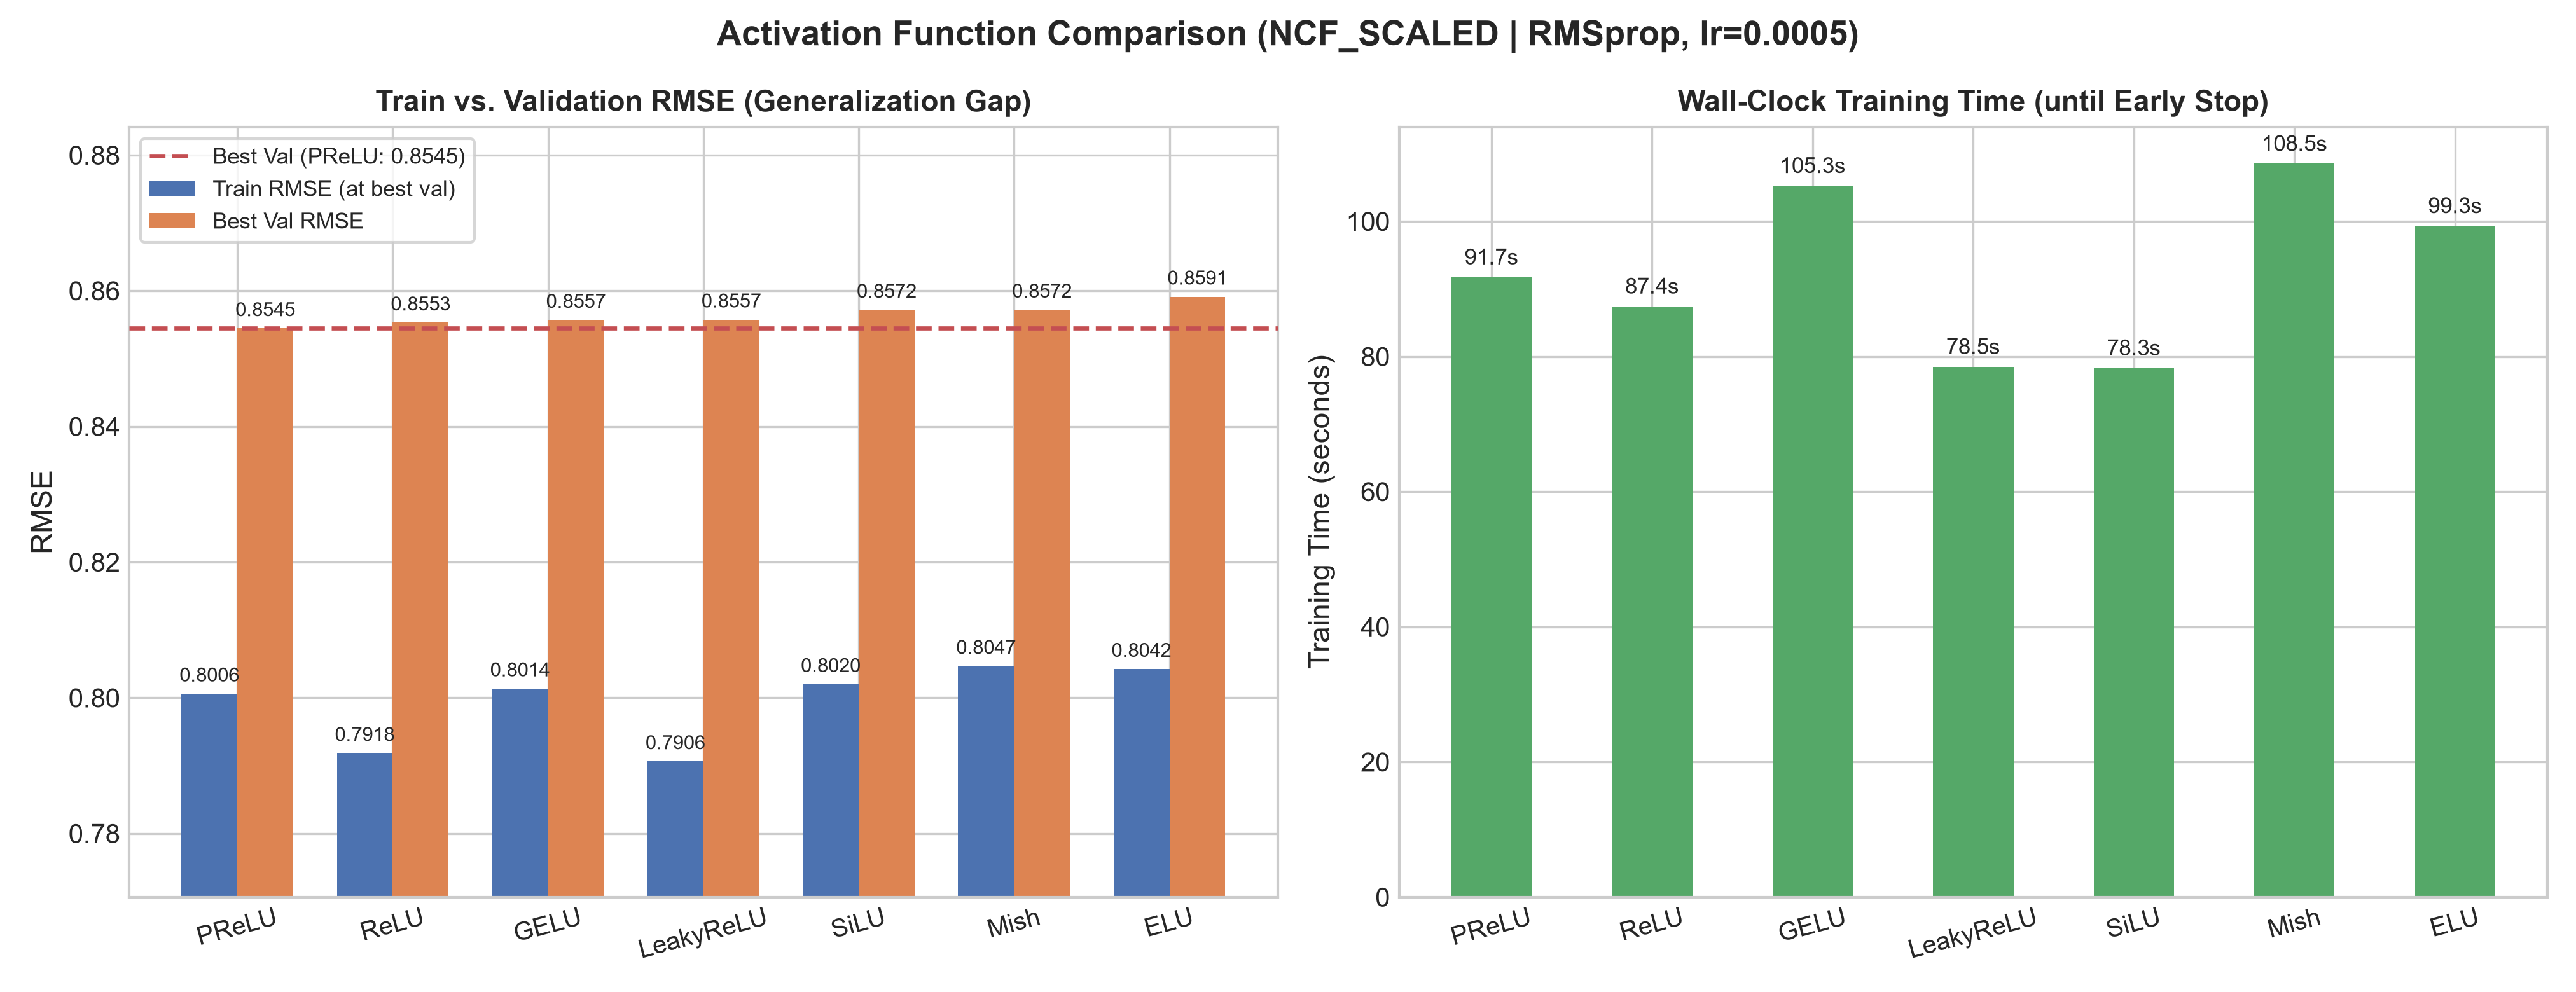 Activation Function Comparison (NCF_SCALED | RMSprop, lr=0.0005)
Train vs. Validation RMSE (Generalization Gap)
Best Val (PReLU: 0.8545)
Train RMSE (at best val)
Best Val RMSE
RMSE
0.88
0.86
0.84
0.82
0.80
0.78
0.8006
0.8545
0.7918
0.8553
0.8014
0.8557
0.7906
0.8557
0.8020
0.8572
0.8047
0.8572
0.8042
0.8591
PReLU
ReLU
GELU
LeakyReLU
SiLU
Mish
ELU
Wall-Clock Training Time (until Early Stop)
Training Time (seconds)
100
80
60
40
20
0
91.7s
87.4s
105.3s
78.5s
78.3s
108.5s
99.3s
PReLU
ReLU
GELU
LeakyReLU
SiLU
Mish
ELU